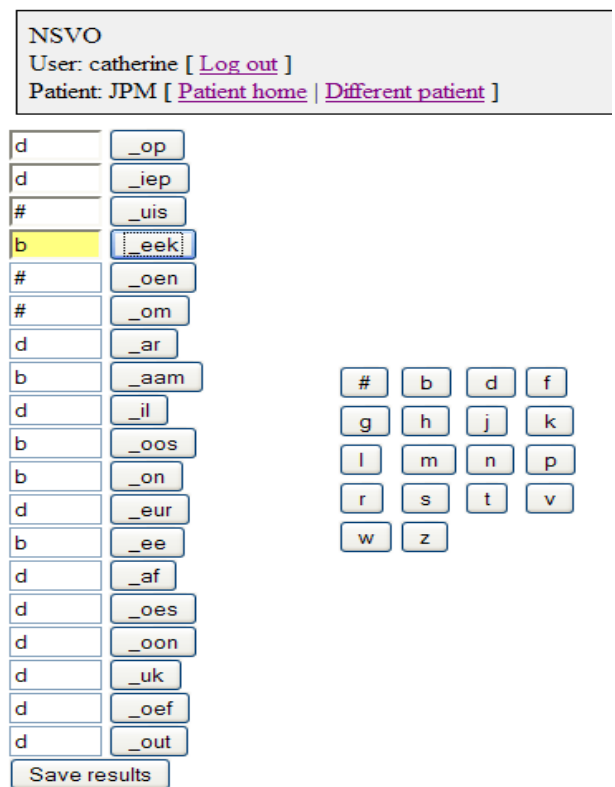 NSVO
User: catherine [ Log out ]
Patient: JPM [ Patient home | Different patient ]
d _op
d _iep
# _uis
b _eek
# _oen
# _om
d _ar
b _aam
d _il
b _oos
b _on
d _eur
b _ee
d _af
d _oes
d _oon
d _uk
d _oef
d _out
Save results
# b d f
g h j k
l m n p
r s t v
w z